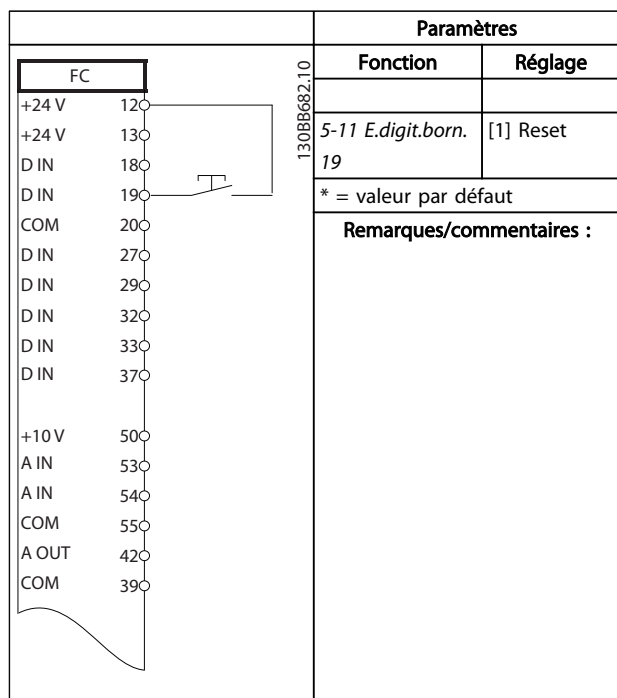 Paramètres
Fonction Réglage
5-11 E.digit.born. [1] Reset
19
* = valeur par défaut
Remarques/commentaires :
130BB682.10
FC
+24 V 12
+24 V 13
D IN 18
D IN 19
COM 20
D IN 27
D IN 29
D IN 32
D IN 33
D IN 37
+10 V 50
A IN 53
A IN 54
COM 55
A OUT 42
COM 39